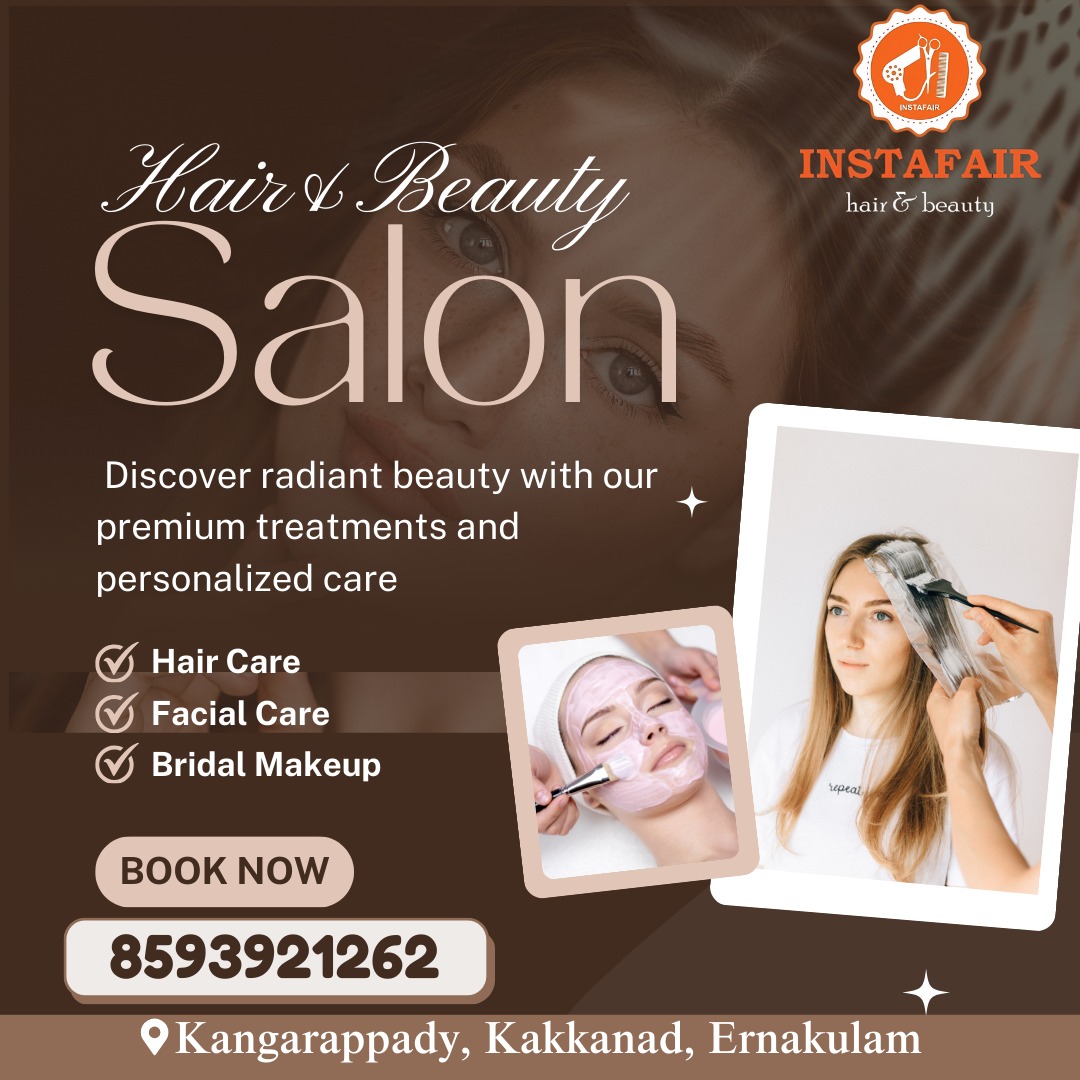 INSTAFAIR
INSTAFAIR
hair & beauty
Hair & Beauty
Salon
Discover radiant beauty with our
premium treatments and
personalized care
Hair Care
Facial Care
Bridal Makeup
repeat
BOOK NOW
8593921262
Kangarappady, Kakkanad, Ernakulam